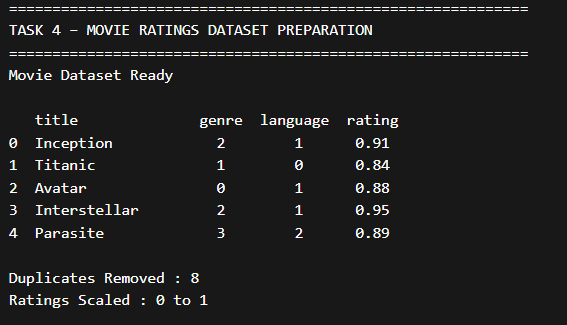 ============================================================
TASK 4 – MOVIE RATINGS DATASET PREPARATION
============================================================
Movie Dataset Ready
title genre language rating
0 Inception 2 1 0.91
1 Titanic 1 0 0.84
2 Avatar 0 1 0.88
3 Interstellar 2 1 0.95
4 Parasite 3 2 0.89
Duplicates Removed : 8
Ratings Scaled : 0 to 1